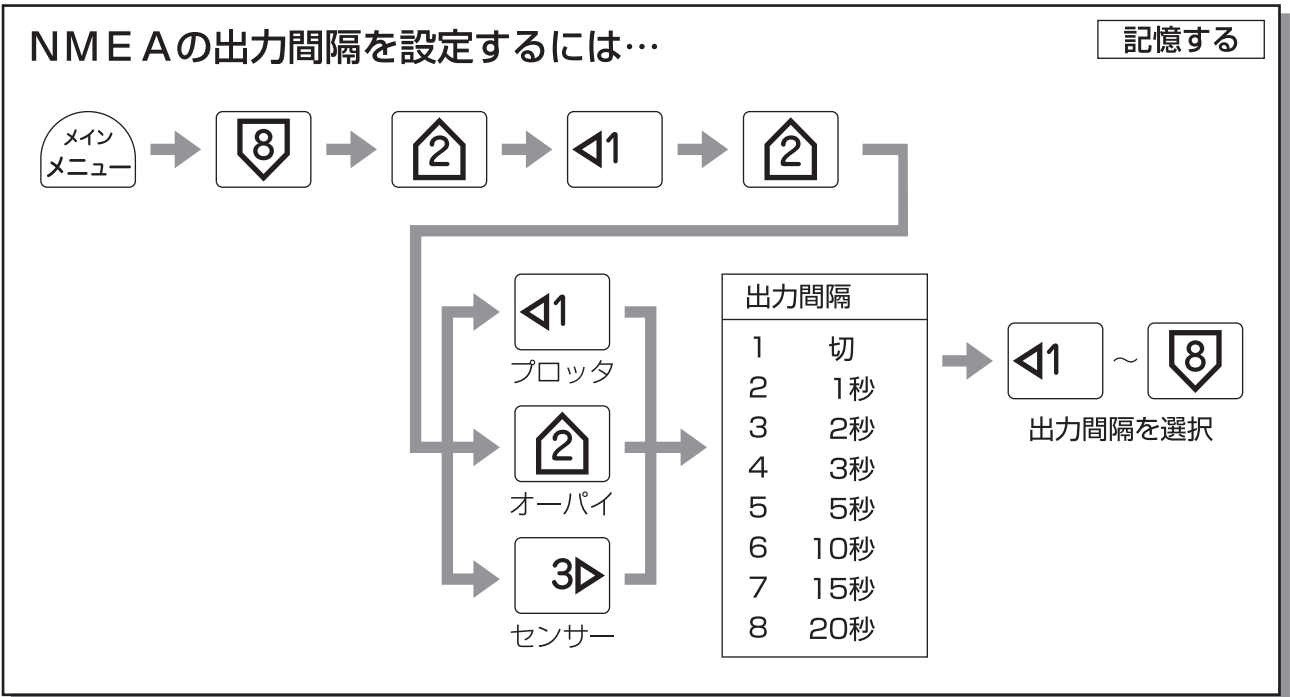 NMEAの出力間隔を設定するには…
記憶する
メイン
メニュー
8
2
1
2
1
プロッタ
2
オーパイ
3
センサー
出力間隔
1 切
2 1秒
3 2秒
4 3秒
5 5秒
6 10秒
7 15秒
8 20秒
1 ～ 8
出力間隔を選択